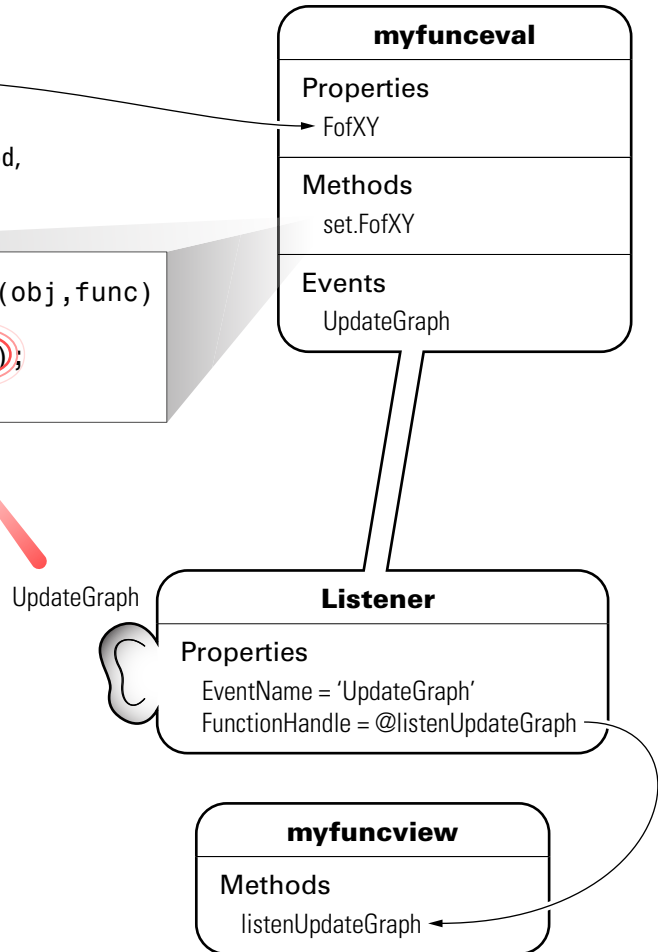 myfunceval
Properties
FofXY
d,
Methods
set.FofXY
(obj,func)
Events
UpdateGraph
);
UpdateGraph
Listener
Properties
EventName = ‘UpdateGraph’
FunctionHandle = @listenUpdateGraph
myfuncview
Methods
listenUpdateGraph